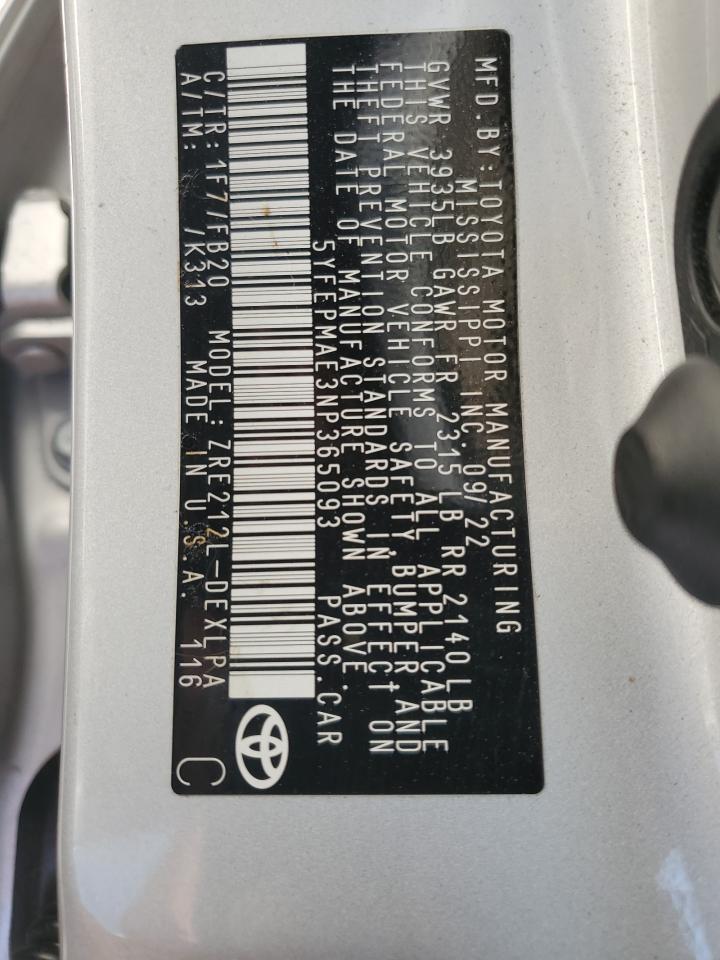 MFD. BY: TOYOTA MOTOR MANUFACTURING
MISSISSIPPI INC. 09/22
GVWR 3935LB GAWR FR 2315 LB RR 2140LB
THIS VEHICLE CONFORMS TO ALL APPLICABLE
FEDERAL MOTOR VEHICLE SAFETY, BUMPER AND
THEFT PREVENTION STANDARDS IN EFFECT ON
THE DATE OF MANUFACTURE SHOWN ABOVE.
5YFEPMAE3NP365093 PASS. CAR
C/TR: 1F7/FB20 MODEL: ZRE212L-DEXLPA
A/TM: /K313 MADE IN U.S.A. 116
C